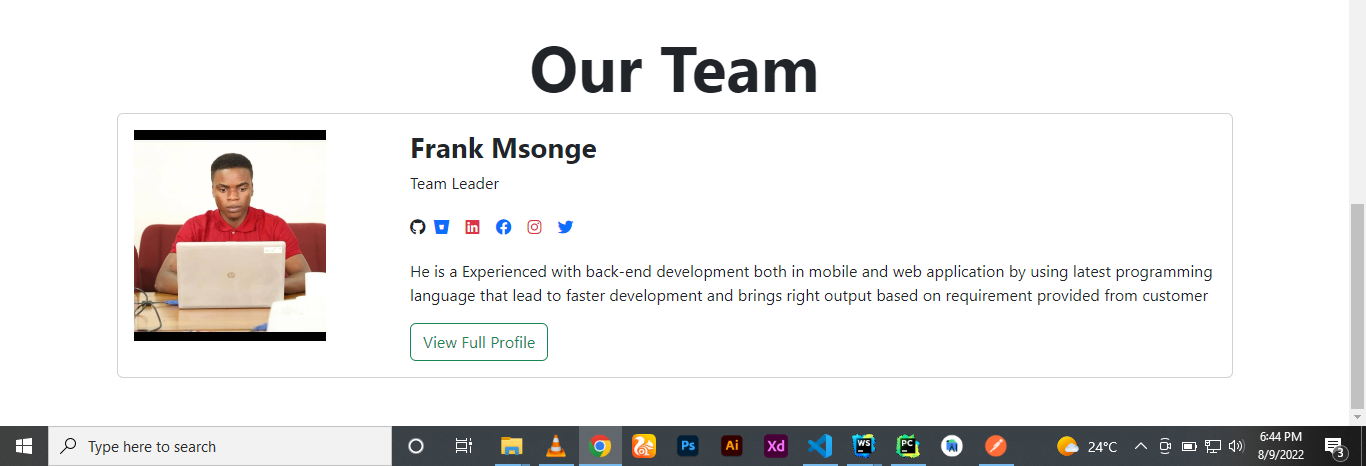 Our Team
Frank Msonge
Team Leader
He is a Experienced with back-end development both in mobile and web application by using latest programming
language that lead to faster development and brings right output based on requirement provided from customer
View Full Profile
Type here to search
Ps
Ai
Xd
WS
PC
24°C
6:44 PM
8/9/2022
3